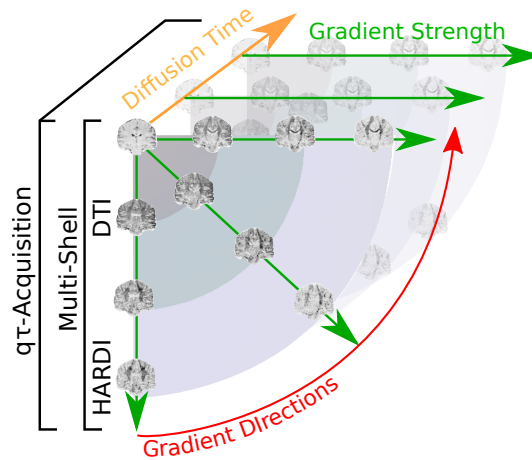 Diffusion Time
Gradient Strength
qτ-Acquisition
Multi-Shell
DTI
HARDI
Gradient DIrections